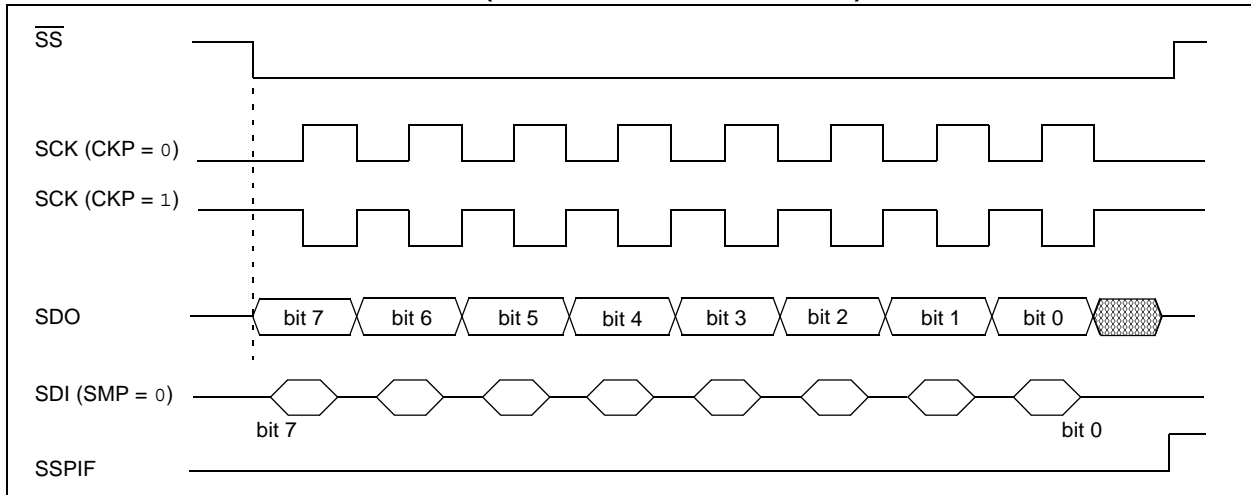 SS
SCK (CKP = 0)
SCK (CKP = 1)
SDO bit 7 bit 6 bit 5 bit 4 bit 3 bit 2 bit 1 bit 0
SDI (SMP = 0)
bit 7 bit 0
SSPIF